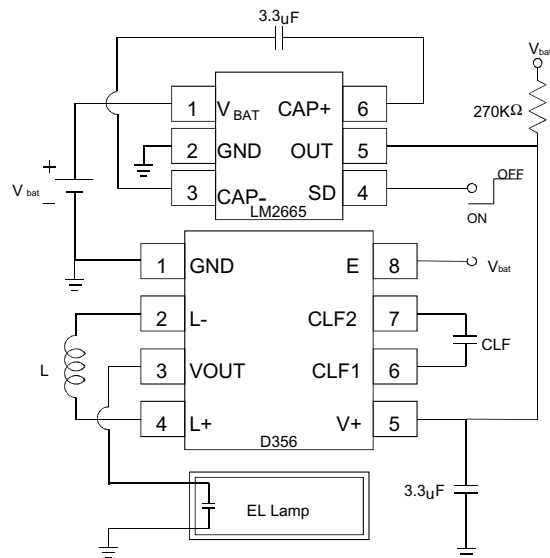 3.3uF
Vbat
270KΩ
1 VBAT CAP+ 6
2 GND OUT 5
3 CAP- SD 4
LM2665
OFF
ON
+
Vbat
−
1 GND E 8
Vbat
2 L- CLF2 7
CLF
L
3 VOUT CLF1 6
4 L+ V+ 5
D356
3.3uF
EL Lamp